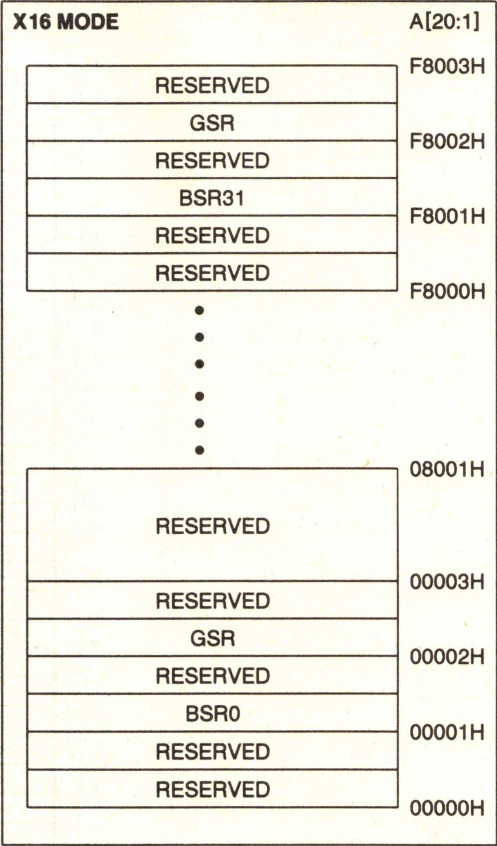 X16 MODE A[20:1]
F8003H
RESERVED
GSR
F8002H
RESERVED
BSR31
F8001H
RESERVED
RESERVED
F8000H
08001H
RESERVED
00003H
RESERVED
GSR
00002H
RESERVED
BSR0
00001H
RESERVED
RESERVED
00000H